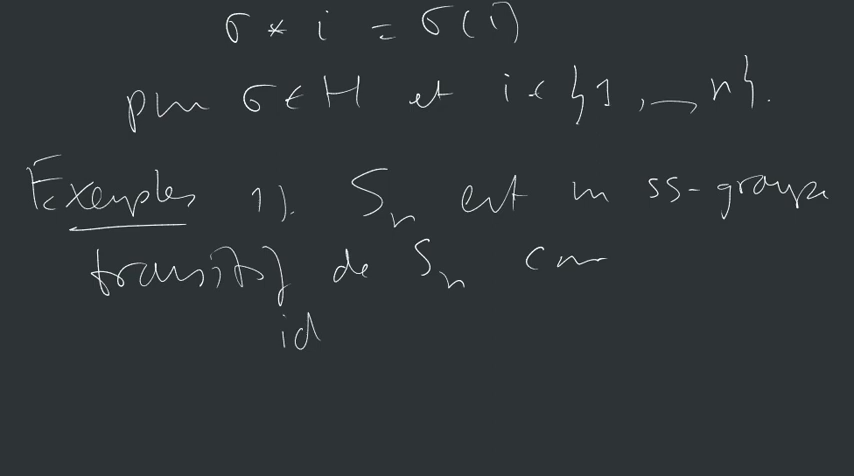 σ * i = σ(i)
pour σ ∈ H et i ∈ {1, _, n}.
Exemples 1). Sn est un ss-groupe
transitif de Sn car
id